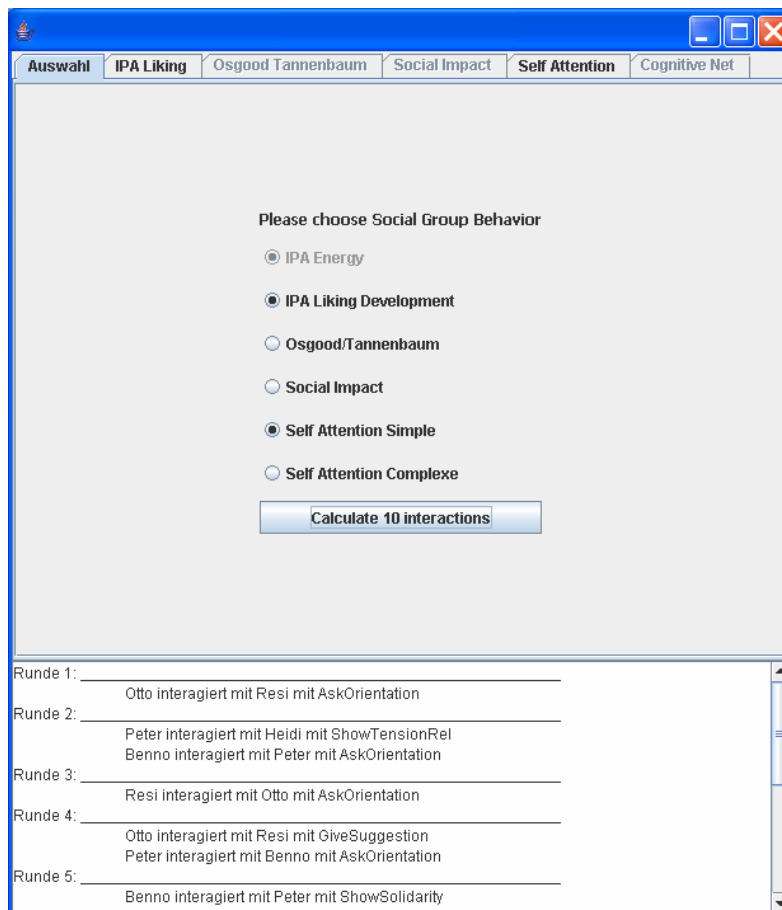 Auswahl IPA Liking Osgood Tannenbaum Social Impact Self Attention Cognitive Net
Please choose Social Group Behavior
IPA Energy
IPA Liking Development
Osgood/Tannenbaum
Social Impact
Self Attention Simple
Self Attention Complexe
Calculate 10 interactions
Runde 1:
Otto interagiert mit Resi mit AskOrientation
Runde 2:
Peter interagiert mit Heidi mit ShowTensionRel
Benno interagiert mit Peter mit AskOrientation
Runde 3:
Resi interagiert mit Otto mit AskOrientation
Runde 4:
Otto interagiert mit Resi mit GiveSuggestion
Peter interagiert mit Benno mit AskOrientation
Runde 5:
Benno interagiert mit Peter mit ShowSolidarity